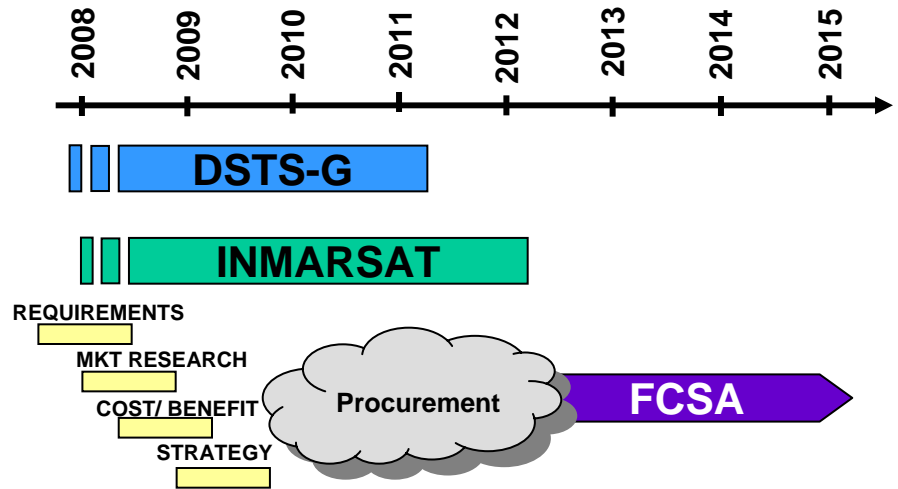 2008
2009
2010
2011
2012
2013
2014
2015
DSTS-G
INMARSAT
REQUIREMENTS
MKT RESEARCH
COST/ BENEFIT
STRATEGY
Procurement
FCSA